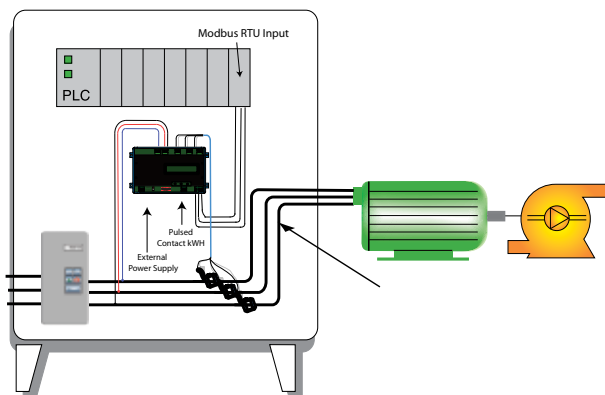 Modbus RTU Input
PLC
Pulsed
Contact kWH
External
Power Supply